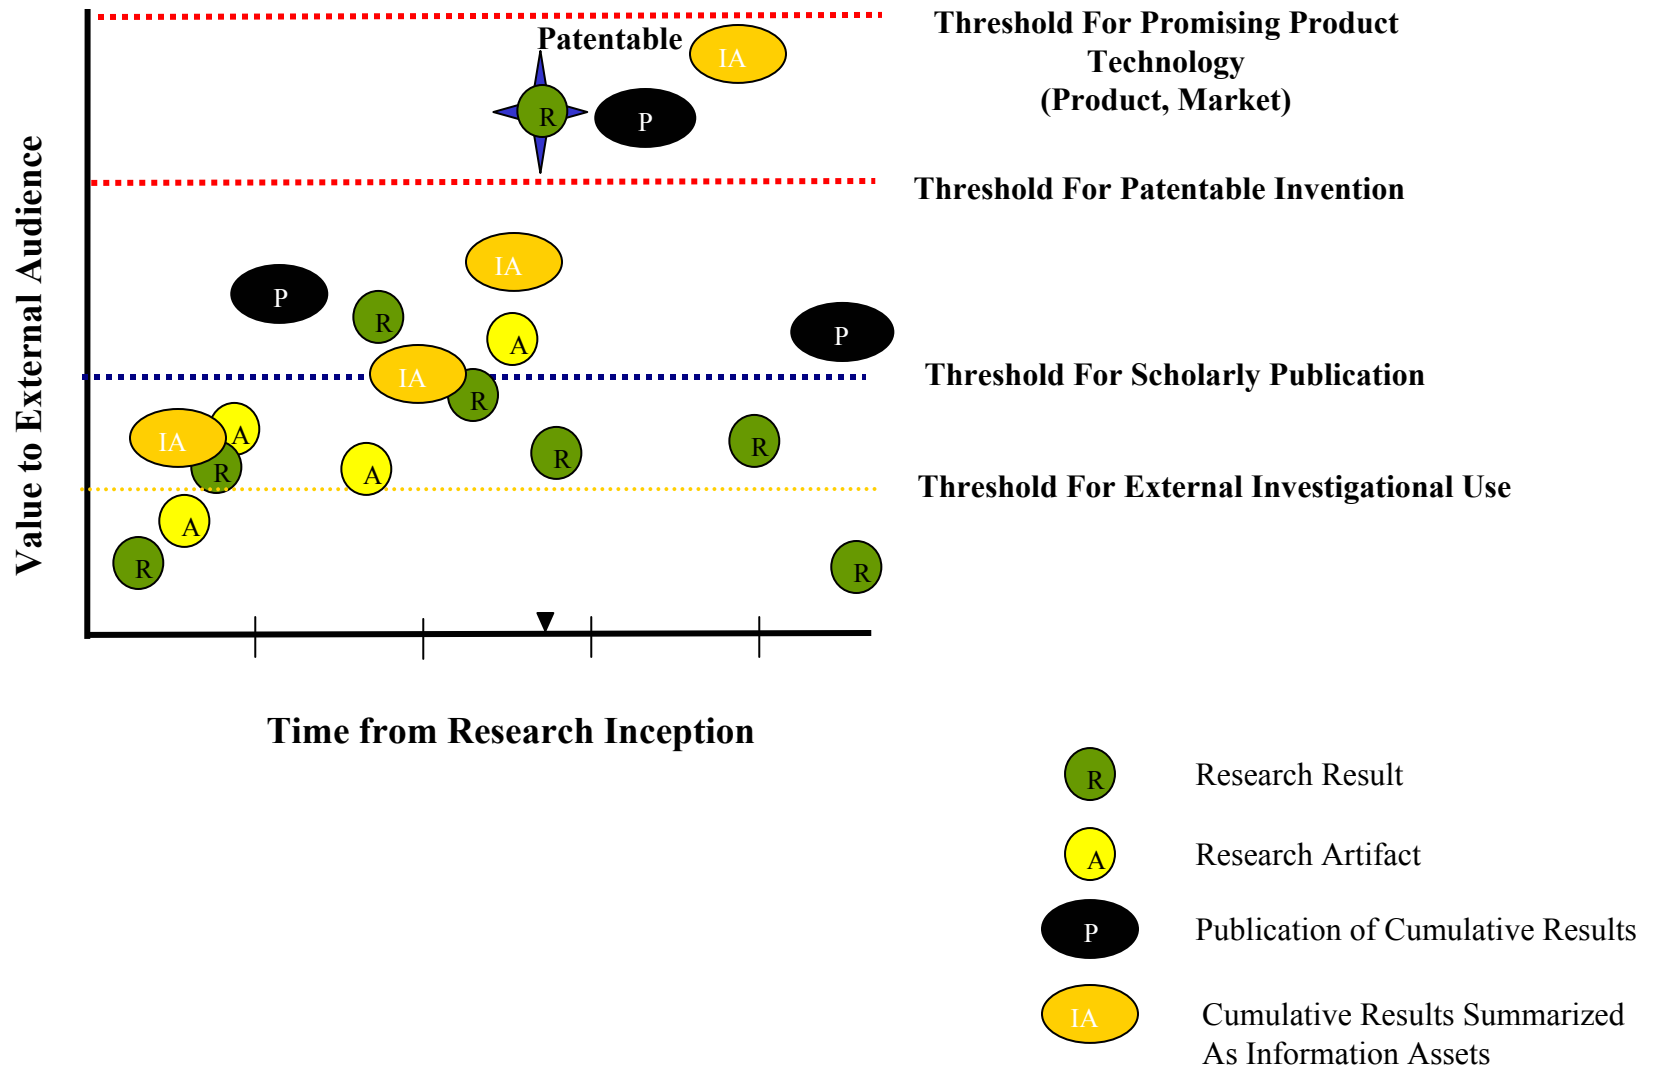 Threshold For Promising Product
Technology
(Product, Market)
Patentable
IA
R
P
Threshold For Patentable Invention
Value to External Audience
IA
P
R
A
P
IA
Threshold For Scholarly Publication
R
A
IA
R
R
R
A
Threshold For External Investigational Use
A
R
R
Time from Research Inception
R Research Result
A Research Artifact
P Publication of Cumulative Results
IA Cumulative Results Summarized
As Information Assets